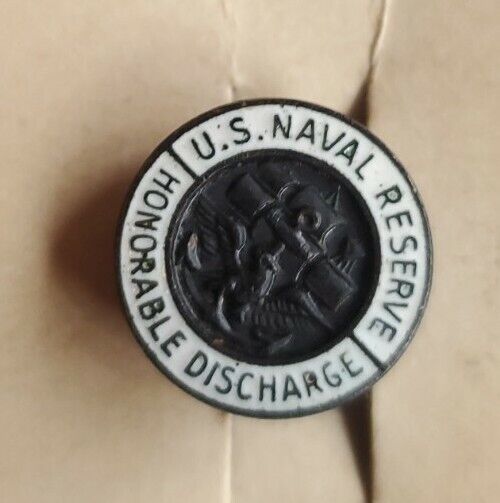 U.S. NAVAL RESERVE
HONORABLE DISCHARGE